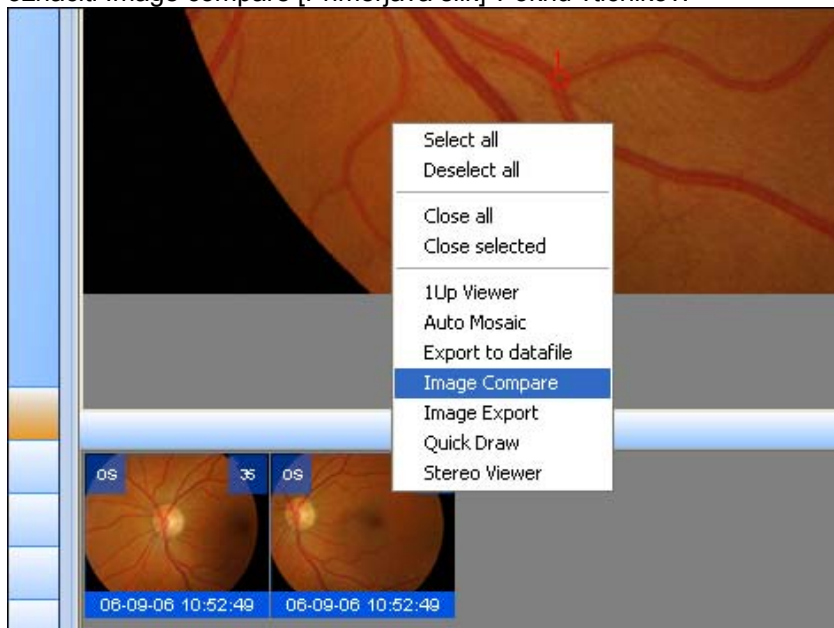 Select all
Deselect all
Close all
Close selected
1Up Viewer
Auto Mosaic
Export to datafile
Image Compare
Image Export
Quick Draw
Stereo Viewer
OS 35 OS
06-09-06 10:52:49 06-09-06 10:52:49